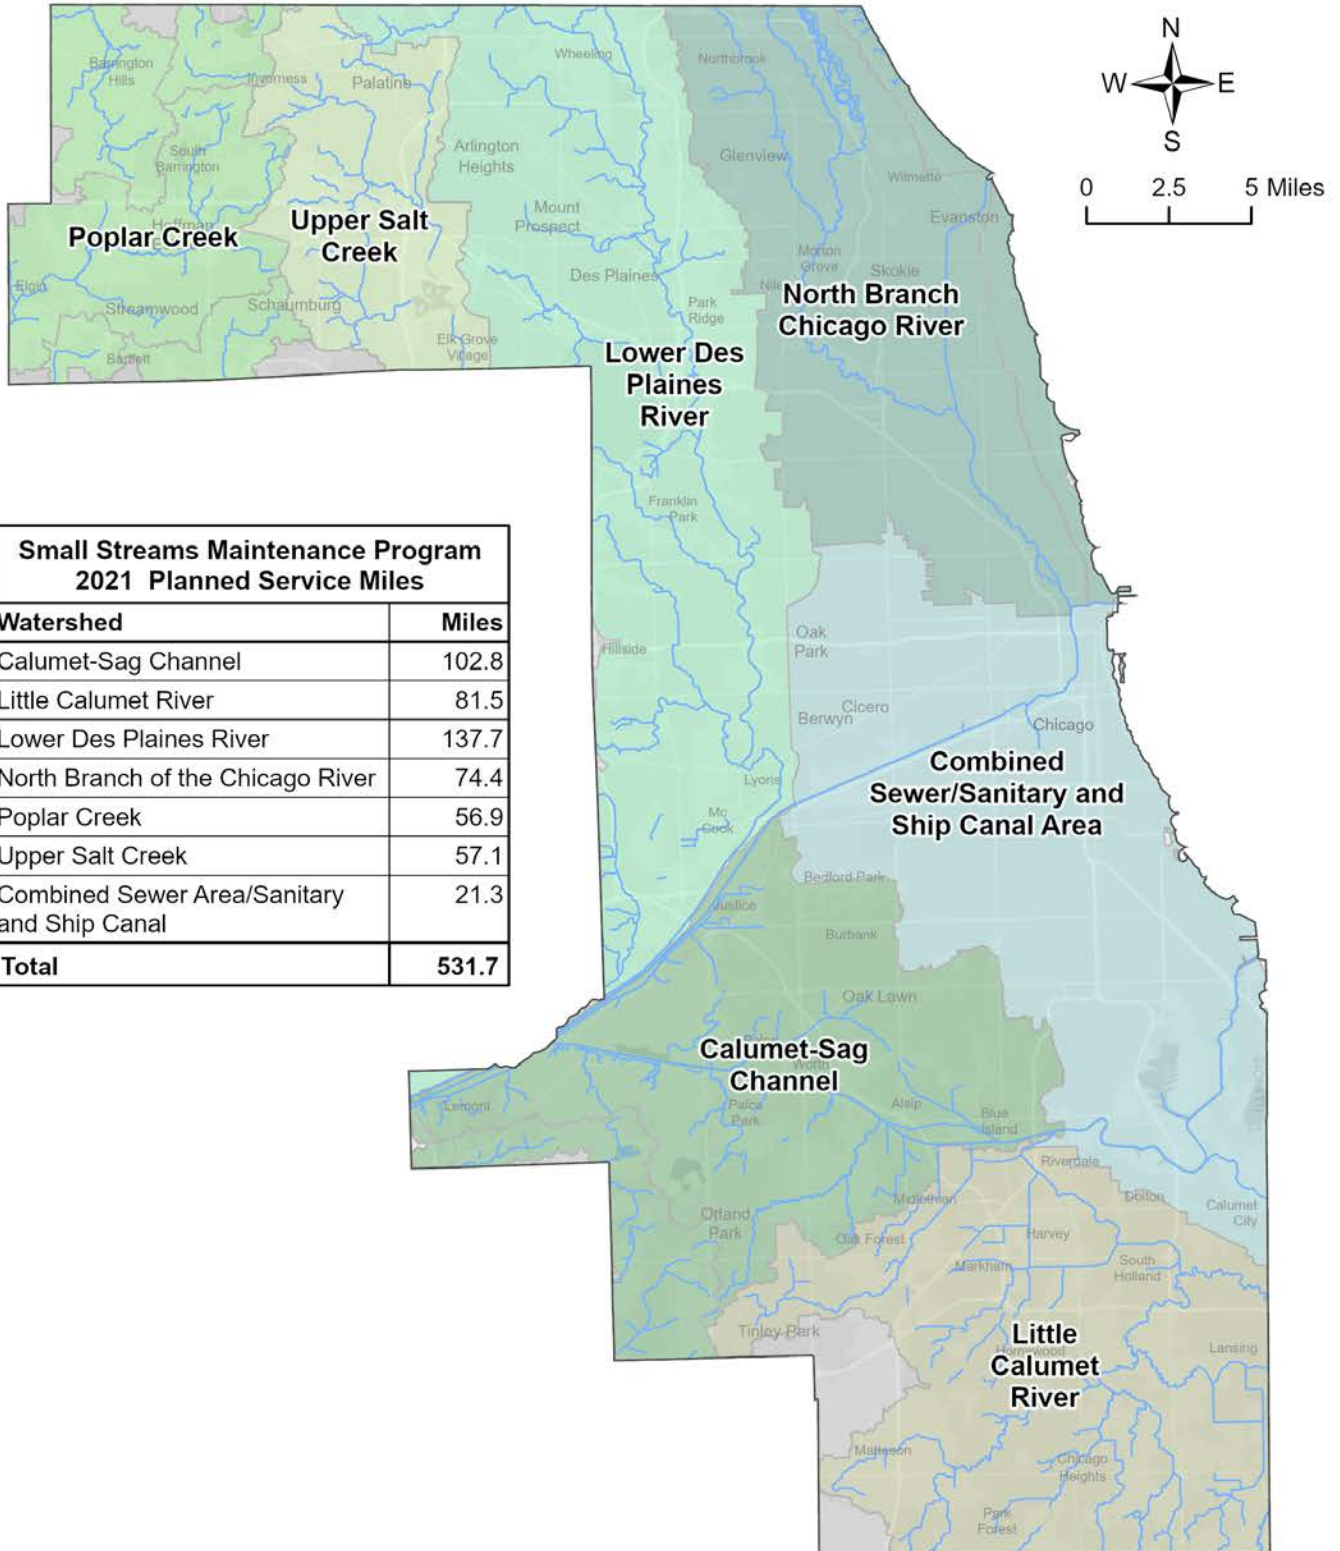 N
W E
S
0 2.5 5 Miles
Barrington
Hills
Inverness
Palatine
Wheeling
Northbrook
South
Barrington
Arlington
Heights
Glenview
Wilmette
Hoffman
Poplar Creek
Upper Salt
Creek
Mount
Prospect
Evanston
Morton
Grove
Skokie
Des Plaines
Elgin
Streamwood
Schaumburg
Park
Ridge
North Branch
Chicago River
Bartlett
Elk Grove
Village
Lower Des
Plaines
River
Franklin
Park
Small Streams Maintenance Program
2021 Planned Service Miles
Watershed Miles
Calumet-Sag Channel 102.8
Little Calumet River 81.5
Lower Des Plaines River 137.7
North Branch of the Chicago River 74.4
Poplar Creek 56.9
Upper Salt Creek 57.1
Combined Sewer Area/Sanitary 21.3
and Ship Canal
Total 531.7
Hillside
Oak
Park
Cicero
Berwyn
Chicago
Lyons
Mc
Cook
Combined
Sewer/Sanitary and
Ship Canal Area
Bedford Park
Justice
Burbank
Oak Lawn
Calumet-Sag
Channel
Worth
Lemont
Palos
Park
Alsip
Blue
Island
Riverdale
Midlothian
Dolton
Calumet
City
Orland
Park
Oak Forest
Harvey
Markham
South
Holland
Tinley Park
Little
Calumet
River
Homewood
Lansing
Matteson
Chicago
Heights
Park
Forest